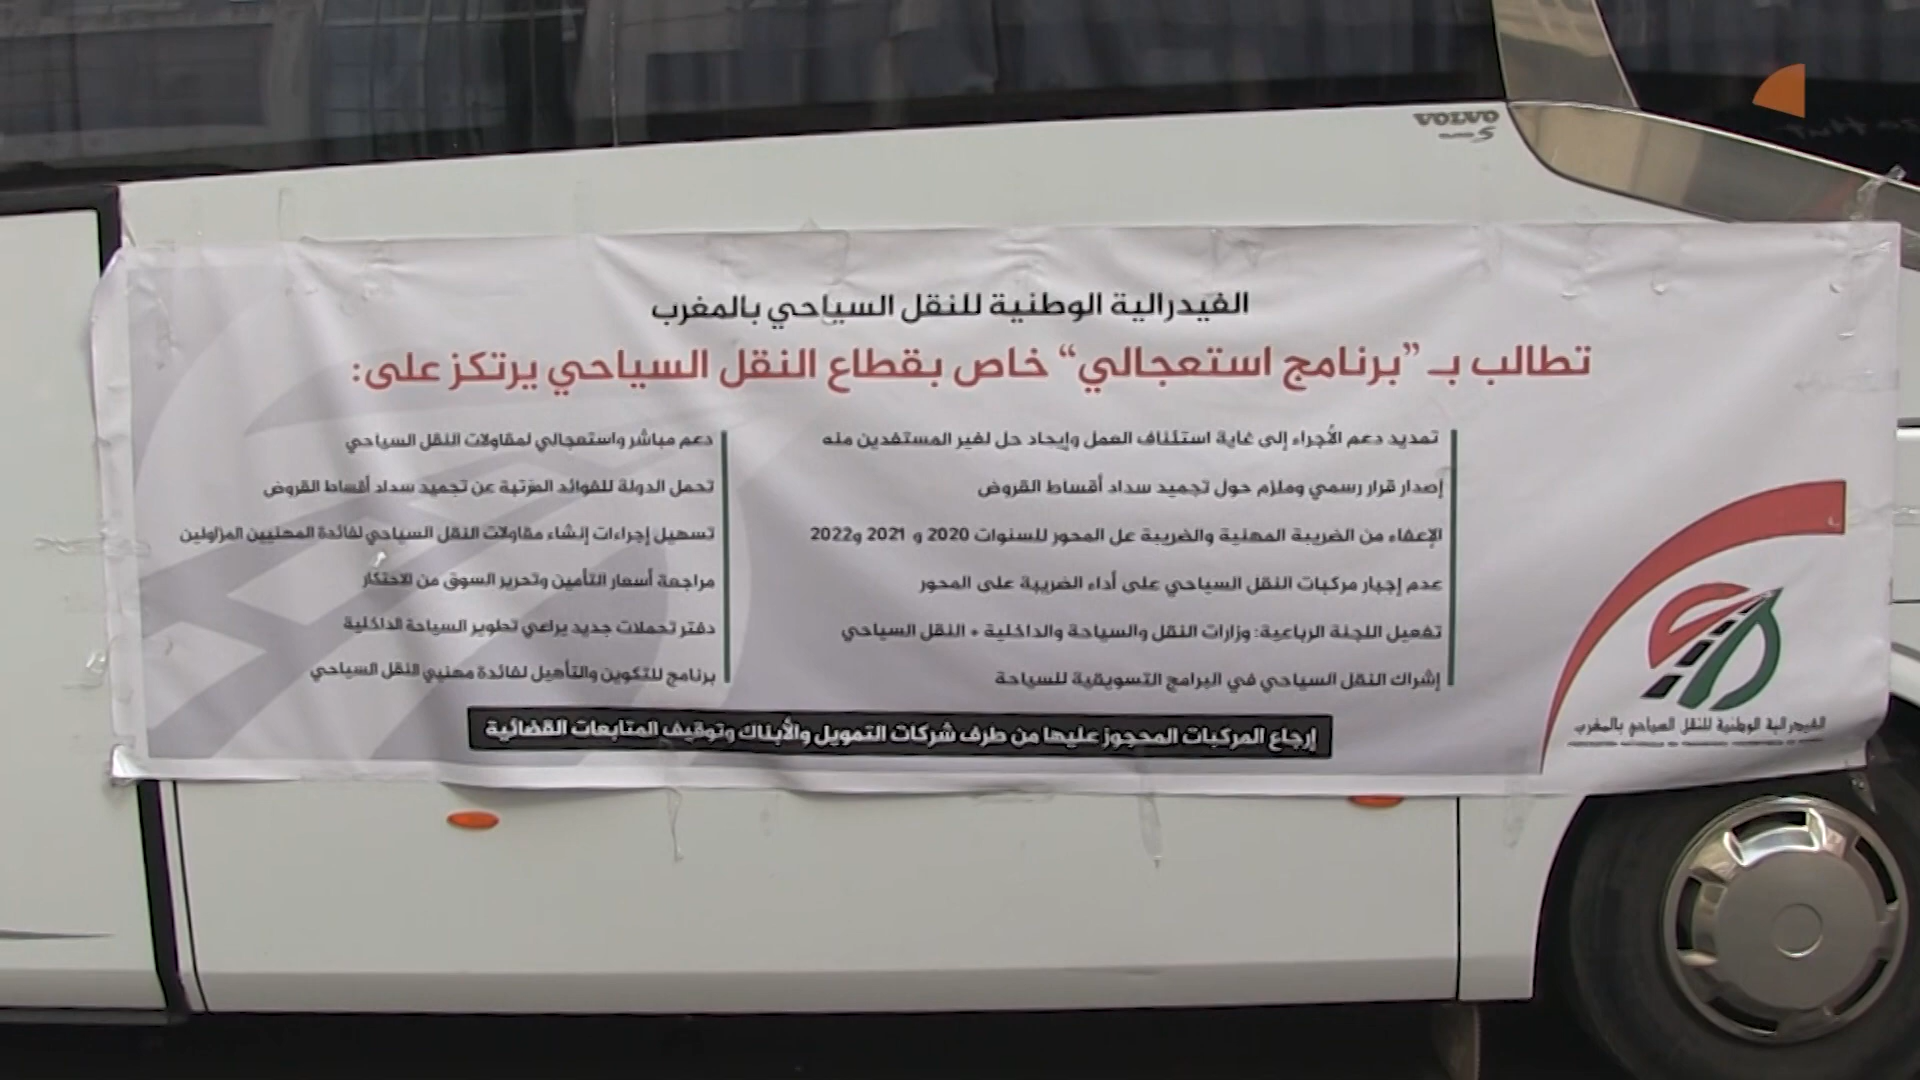 VOLVO
الفيدرالية الوطنية للنقل السياحي بالمغرب
تطالب بـ ”برنامج استعجالي“ خاص بقطاع النقل السياحي يرتكز على:
تمديد دعم الأجراء إلى غاية استئناف العمل وإيجاد حل لغير المستفدين منه
إصدار قرار رسمي وملزم حول تجميد سداد أقساط القروض
الإعفاء من الضريبة المهنية والضريبة عل المحور للسنوات 2020 و 2021 و2022
عدم إجبار مركبات النقل السياحي على أداء الضريبة على المحور
تفعيل اللجنة الرباعية: وزارات النقل والسياحة والداخلية + النقل السياحي
إشراك النقل السياحي في البرامج التسويقية للسياحة
دعم مباشر واستعجالي لمقاولات النقل السياحي
تحمل الدولة للفوائد المرتبة عن تجميد سداد أقساط القروض
تسهيل إجراءات إنشاء مقاولات النقل السياحي لفائدة المهنيين المزاولين
مراجعة أسعار التأمين وتحرير السوق من الاحتكار
دفتر تحملات جديد يراعي تطوير السياحة الداخلية
برنامج للتكوين والتأهيل لفائدة مهنيي النقل السياحي
إرجاع المركبات المحجوز عليها من طرف شركات التمويل والأبناك وتوقيف المتابعات القضائية
الفيدرالية الوطنية للنقل السياحي بالمغرب